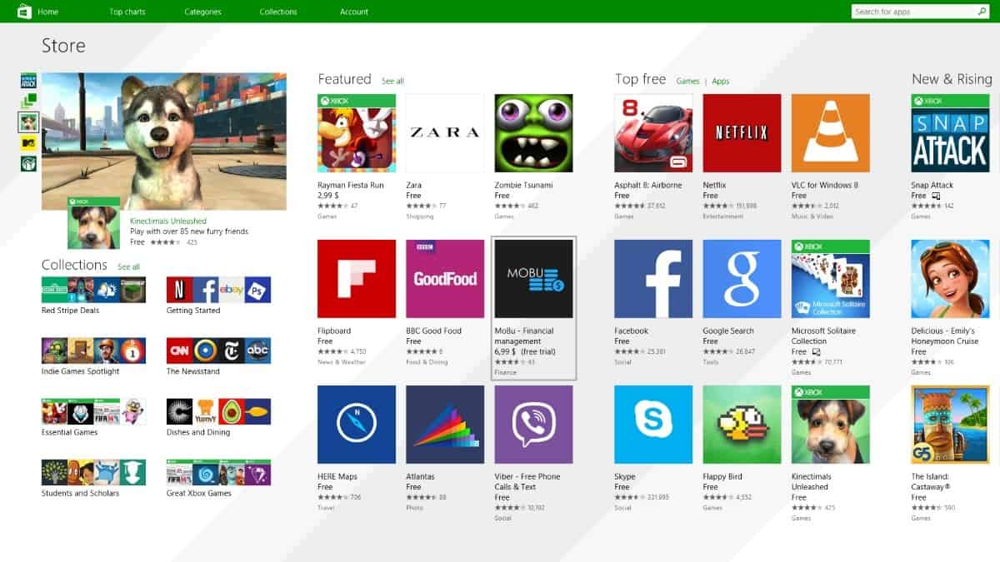 Home
Top charts
Categories
Collections
Account
Search for apps
Store
XBOX
Kinectimals Unleashed
Play with over 85 new furry friends
Free 425
Collections See all
Red Stripe Deals
ebay
Getting Started
Indie Games Spotlight
CNN
abc
The Newsstand
FIFA 14
Essential Games
YUMVY
Dishes and Dining
Students and Scholars
FIFA 14
Great Xbox Games
Featured See all
XBOX
Rayman Fiesta Run
2,99 $
47
Games
ZARA
Zara
Free
77
Shopping
Zombie Tsunami
Free
462
Games
Flipboard
Free
4,750
News & Weather
BBC
GoodFood
BBC Good Food
Free
6
Food & Dining
MOBU
MoBu - Financial
management
6,99 $ (free trial)
43
Finance
N
HERE Maps
Free
706
Travel
Atlantas
Free
88
Photo
Viber - Free Phone
Calls & Text
Free
10,192
Social
Top free Games | Apps
8
Asphalt 8: Airborne
Free
37,612
Games
NETFLIX
Netflix
Free
151,998
Entertainment
VLC for Windows 8
Free
2,012
Music & Video
f
Facebook
Free
25,381
Social
g
Google Search
Free
26,847
Tools
XBOX
Microsoft Solitaire
Collection
Microsoft Solitaire
Collection
Free
70,771
Games
S
Skype
Free
221,995
Social
Flappy Bird
Free
4,552
Games
XBOX
Kinectimals
Unleashed
Free
425
Games
New & Rising
XBOX
SNAP
ATTACK
Snap Attack
Free
142
Games
Delicious - Emily's
Honeymoon Cruise
Free
106
Games
G5
The Island:
Castaway®
Free
590
Games